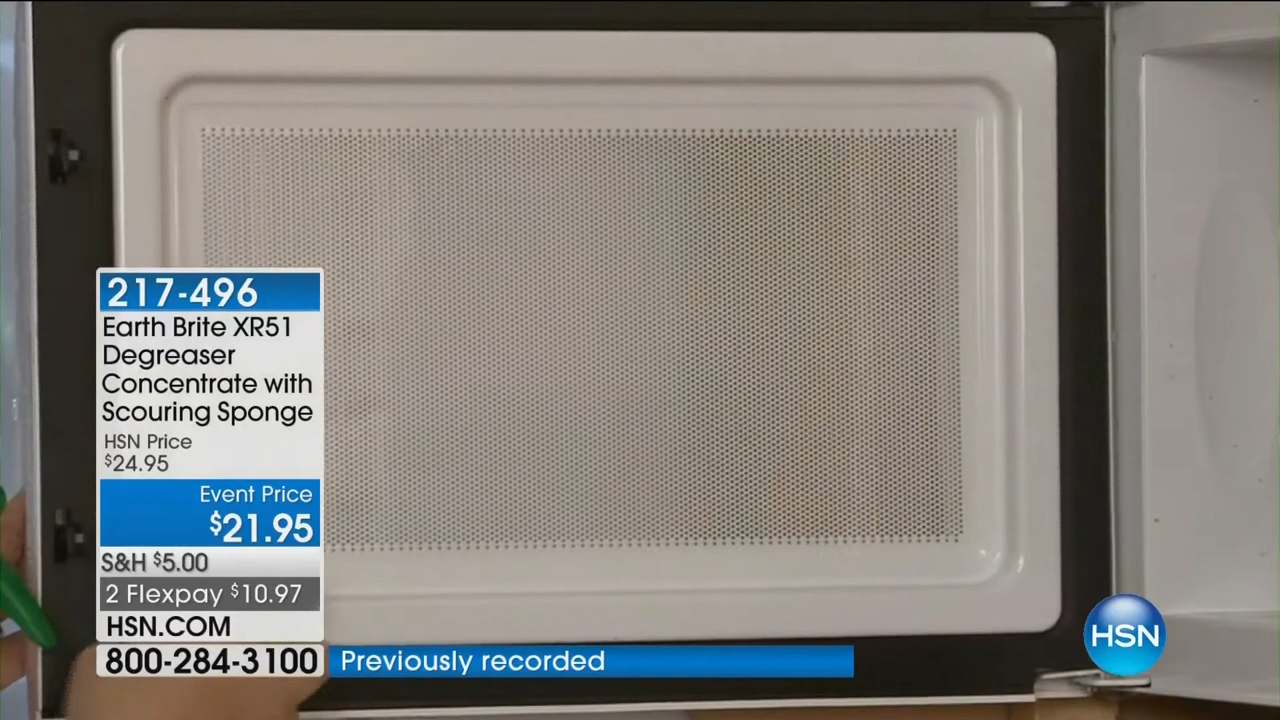 217-496
Earth Brite XR51
Degreaser
Concentrate with
Scouring Sponge
HSN Price
$24.95
Event Price
$21.95
S&H $5.00
2 Flexpay $10.97
HSN.COM
800-284-3100
Previously recorded
HSN